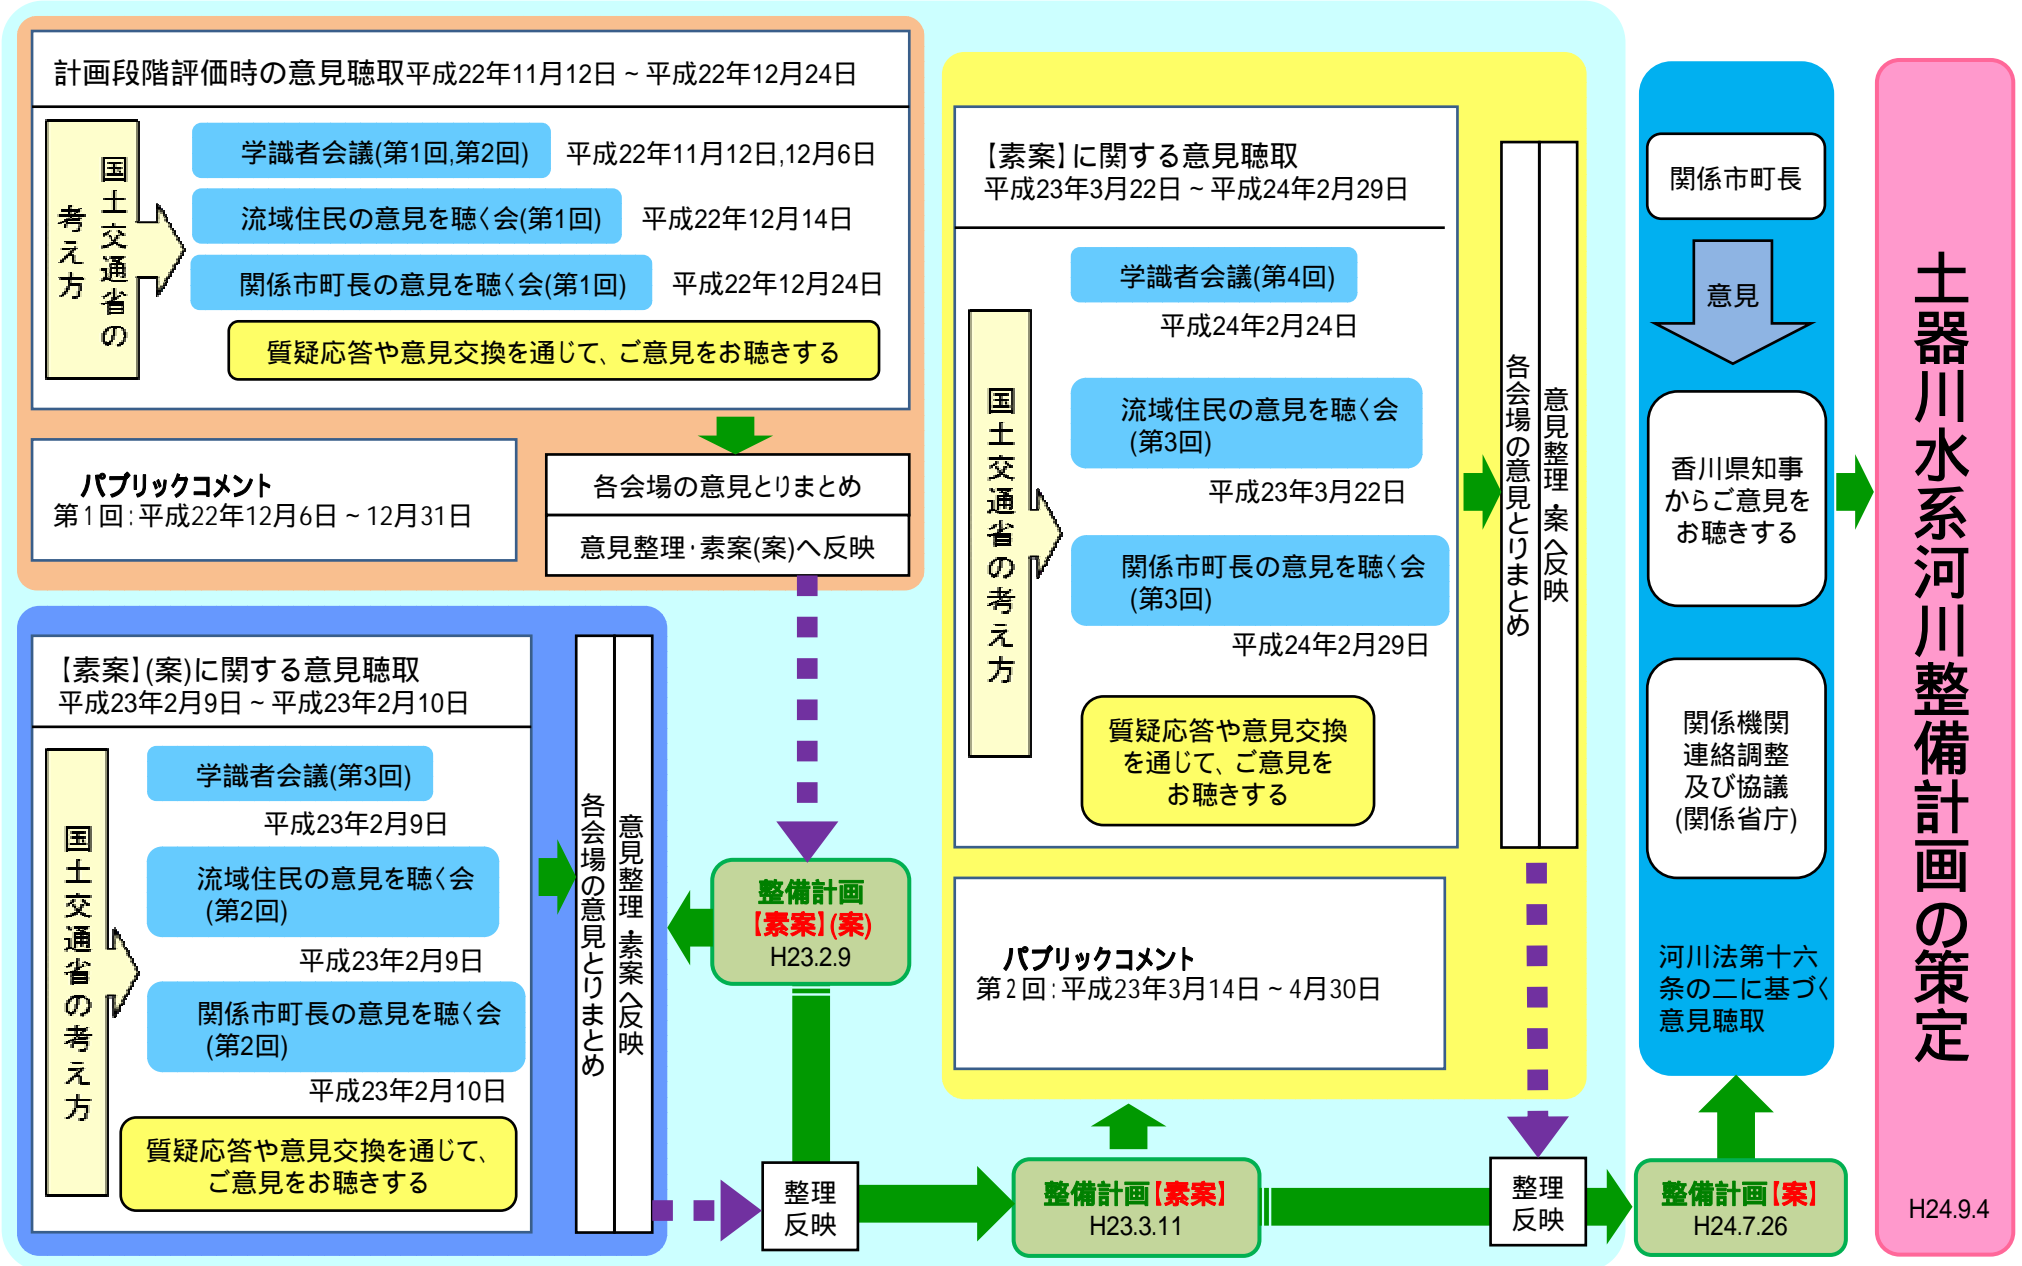 計画段階評価時の意見聴取平成22年11月12日~平成22年12月24日
国土交通省の
考え方
学識者会議(第1回,第2回)
平成22年11月12日,12月6日
流域住民の意見を聴く会(第1回)
平成22年12月14日
関係市町長の意見を聴く会(第1回)
平成22年12月24日
質疑応答や意見交換を通じて、ご意見をお聴きする
パブリックコメント
第1回:平成22年12月6日~12月31日
各会場の意見とりまとめ
意見整理・素案(案)へ反映
【素案】(案)に関する意見聴取
平成23年2月9日~平成23年2月10日
国土交通省の考え方
学識者会議(第3回)
平成23年2月9日
流域住民の意見を聴く会
(第2回)
平成23年2月9日
関係市町長の意見を聴く会
(第2回)
平成23年2月10日
質疑応答や意見交換を通じて、
ご意見をお聴きする
各会場の意見とりまとめ
意見整理・素案へ反映
整備計画
【素案】(案)
H23.2.9
整理
反映
整備計画【素案】
H23.3.11
【素案】に関する意見聴取
平成23年3月22日~平成24年2月29日
国土交通省の考え方
学識者会議(第4回)
平成24年2月24日
流域住民の意見を聴く会
(第3回)
平成23年3月22日
関係市町長の意見を聴く会
(第3回)
平成24年2月29日
質疑応答や意見交換
を通じて、ご意見を
お聴きする
各会場の意見とりまとめ
意見整理・案へ反映
パブリックコメント
第2回:平成23年3月14日~4月30日
整理
反映
整備計画【案】
H24.7.26
関係市町長
意見
香川県知事
からご意見を
お聴きする
関係機関
連絡調整
及び協議
(関係省庁)
河川法第十六
条の二に基づく
意見聴取
土器川水系河川整備計画の策定
H24.9.4